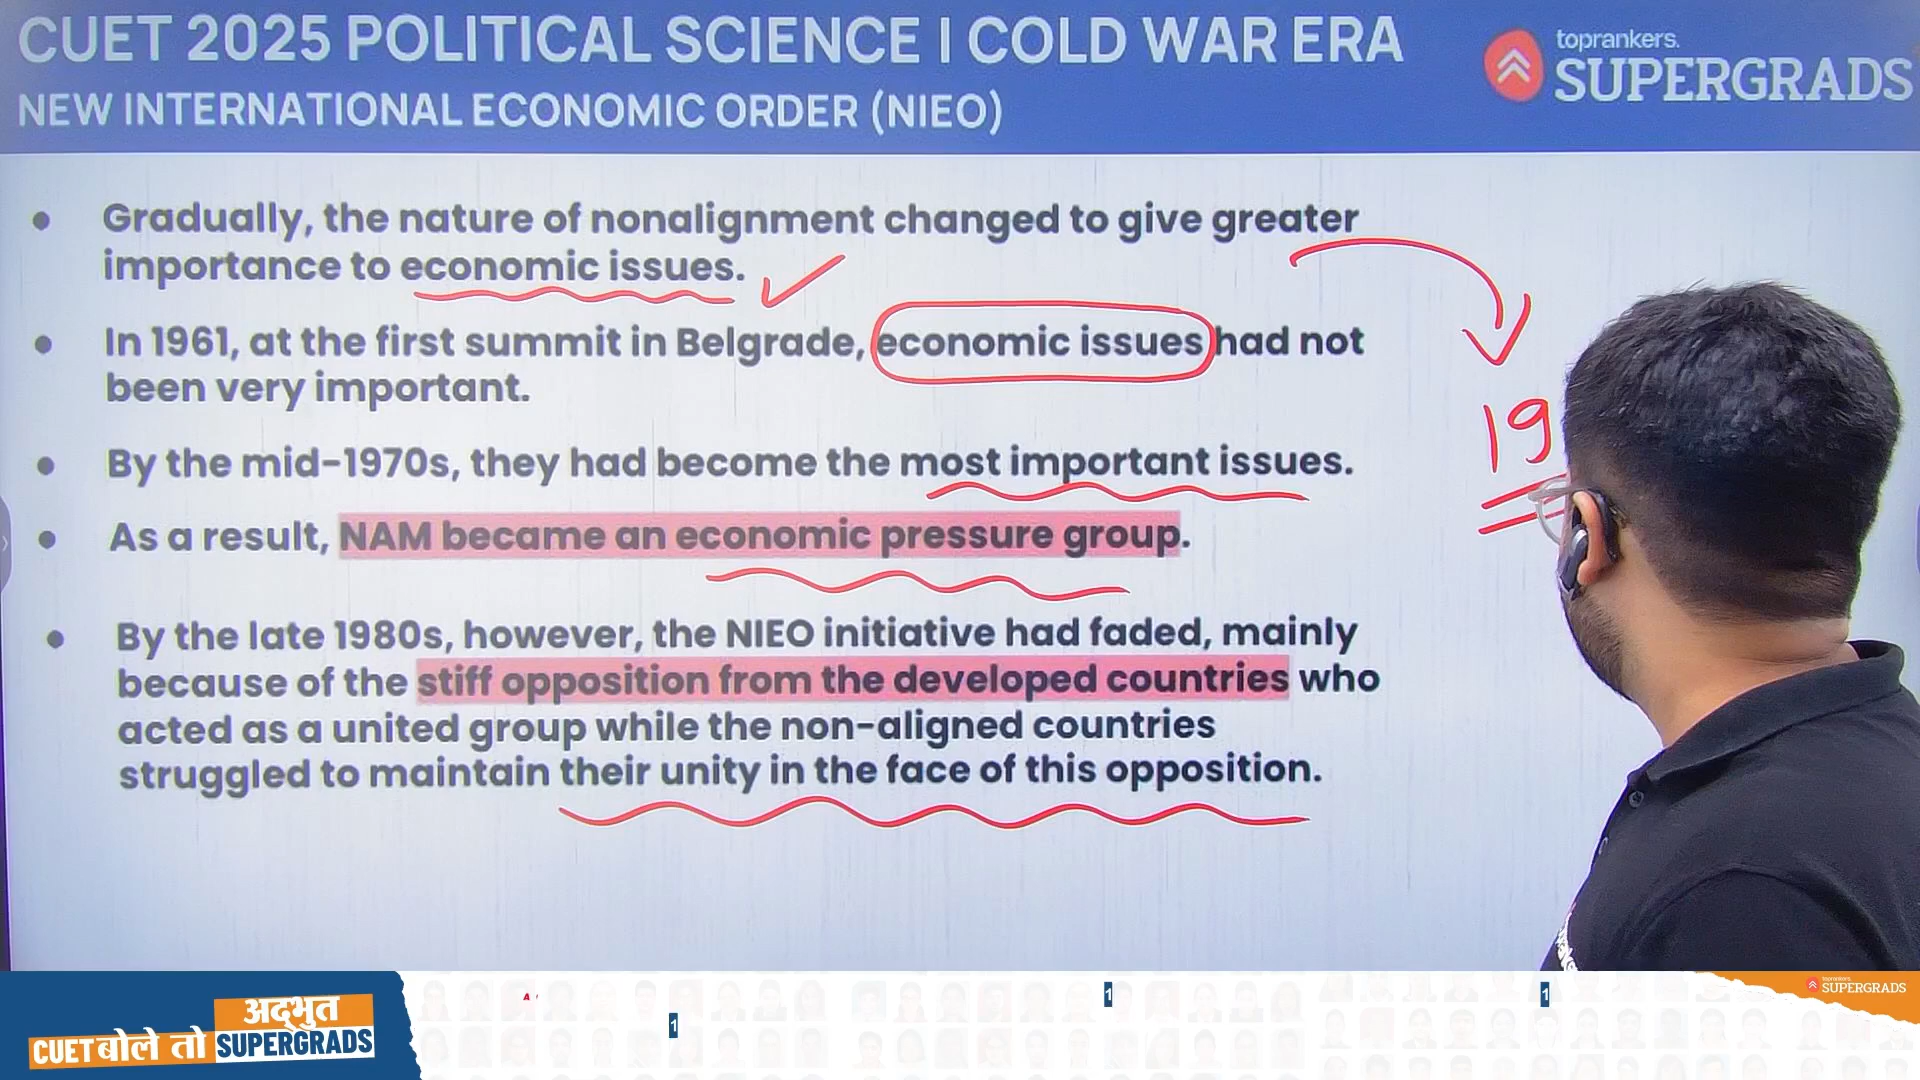 CUET 2025 POLITICAL SCIENCE | COLD WAR ERA
NEW INTERNATIONAL ECONOMIC ORDER (NIEO)
toprankers.
SUPERGRADS
• Gradually, the nature of nonalignment changed to give greater
importance to economic issues.
• In 1961, at the first summit in Belgrade, economic issues had not
been very important.
• By the mid-1970s, they had become the most important issues.
• As a result, NAM became an economic pressure group.
• By the late 1980s, however, the NIEO initiative had faded, mainly
because of the stiff opposition from the developed countries who
acted as a united group while the non-aligned countries
struggled to maintain their unity in the face of this opposition.
19
अद्भुत
CUET बोले तो SUPERGRADS
1
1
1
toprankers
SUPERGRADS